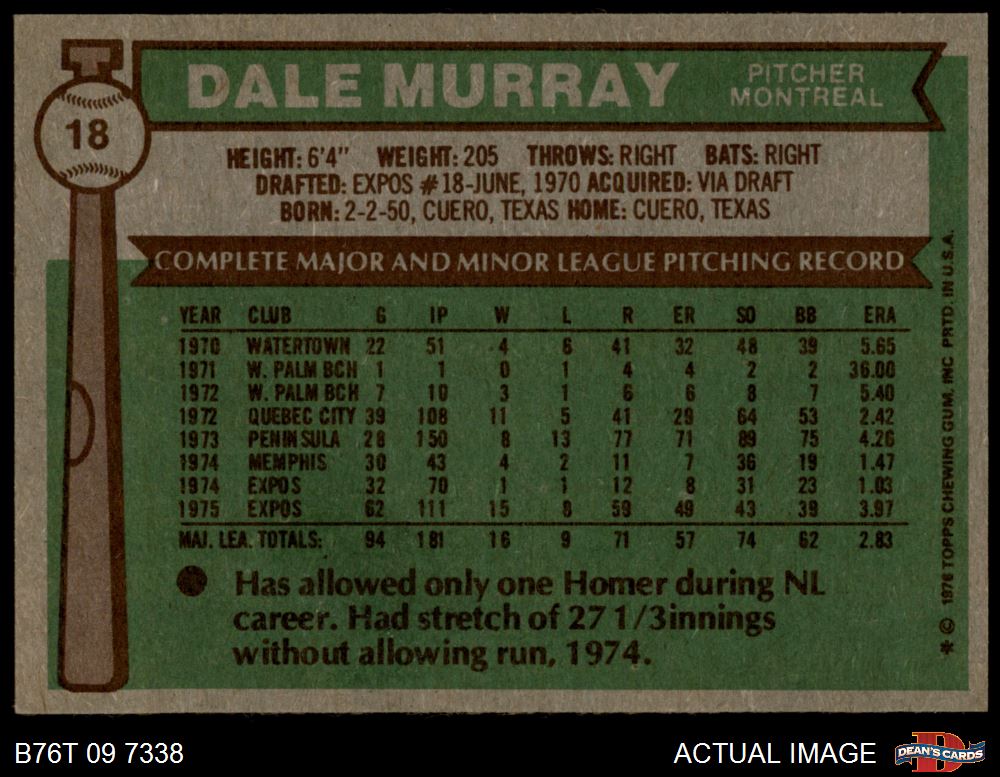 DALE MURRAY
PITCHER
MONTREAL
18
HEIGHT: 6'4" WEIGHT: 205 THROWS: RIGHT BATS: RIGHT
DRAFTED: EXPOS #18-JUNE, 1970 ACQUIRED: VIA DRAFT
BORN: 2-2-50, CUERO, TEXAS HOME: CUERO, TEXAS
COMPLETE MAJOR AND MINOR LEAGUE PITCHING RECORD
YEAR CLUB G IP W L R ER SO BB ERA
1970 WATERTOWN 22 51 4 6 41 32 48 39 5.65
1971 W. PALM BCH 1 1 0 1 4 4 2 2 36.00
1972 W. PALM BCH 7 10 3 1 6 6 8 7 5.40
1972 QUEBEC CITY 39 108 11 5 41 29 64 53 2.42
1973 PENINSULA 28 150 8 13 77 71 89 75 4.26
1974 MEMPHIS 30 43 4 2 11 7 36 19 1.47
1974 EXPOS 32 70 1 1 12 8 31 23 1.03
1975 EXPOS 62 111 15 8 59 49 43 39 3.97
MAJ. LEA. TOTALS: 94 181 16 9 71 57 74 62 2.83
Has allowed only one Homer during NL
career. Had stretch of 27 1/3innings
without allowing run, 1974.
* © 1976 TOPPS CHEWING GUM, INC PRTD. IN U.S.A.
B76T 09 7338
ACTUAL IMAGE
D
DEAN'S CARDS